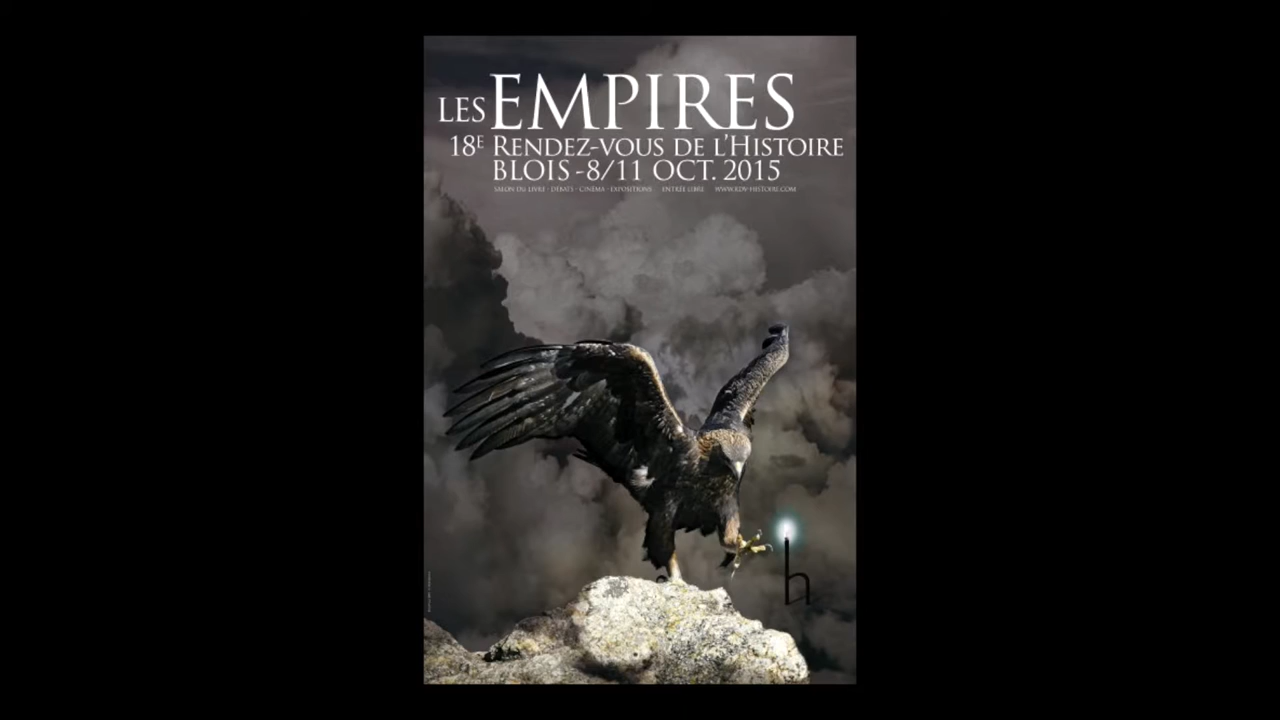 LES EMPIRES
18E RENDEZ-VOUS DE L'HISTOIRE
BLOIS - 8/11 OCT. 2015
SALON DU LIVRE - DÉBATS - CINÉMA - EXPOSITIONS ENTRÉE LIBRE WWW.RDV-HISTOIRE.COM
h